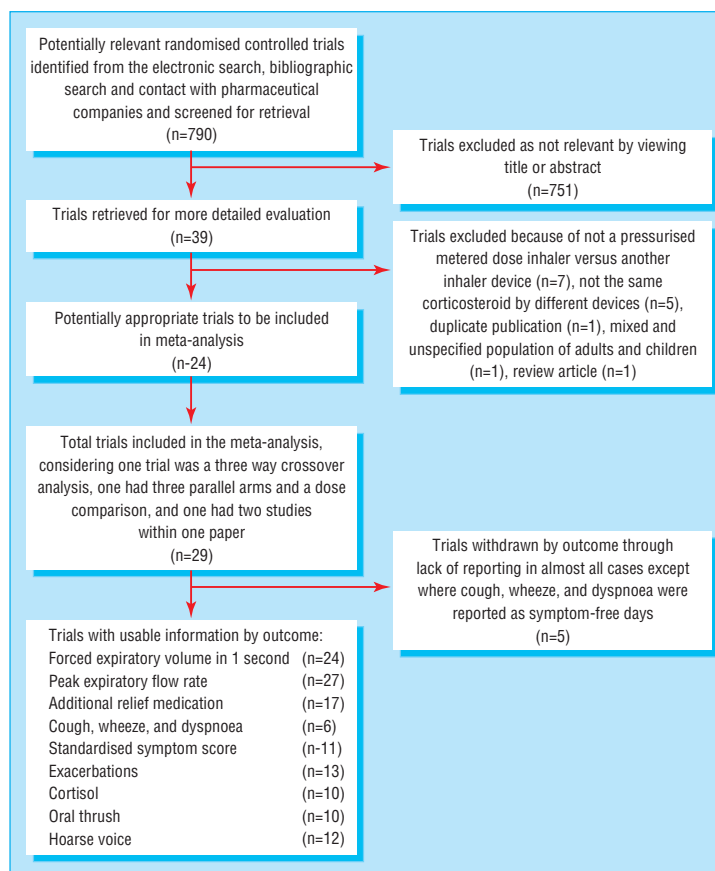 Potentially relevant randomised controlled trials
identified from the electronic search, bibliographic
search and contact with pharmaceutical
companies and screened for retrieval
(n=790)
Trials excluded as not relevant by viewing
title or abstract
(n=751)
Trials retrieved for more detailed evaluation
(n=39)
Trials excluded because of not a pressurised
metered dose inhaler versus another
inhaler device (n=7), not the same
corticosteroid by different devices (n=5),
duplicate publication (n=1), mixed and
unspecified population of adults and children
(n=1), review article (n=1)
Potentially appropriate trials to be included
in meta-analysis
(n-24)
Total trials included in the meta-analysis,
considering one trial was a three way crossover
analysis, one had three parallel arms and a dose
comparison, and one had two studies
within one paper
(n=29)
Trials withdrawn by outcome through
lack of reporting in almost all cases except
where cough, wheeze, and dyspnoea were
reported as symptom-free days
(n=5)
Trials with usable information by outcome:
Forced expiratory volume in 1 second (n=24)
Peak expiratory flow rate (n=27)
Additional relief medication (n=17)
Cough, wheeze, and dyspnoea (n=6)
Standardised symptom score (n-11)
Exacerbations (n=13)
Cortisol (n=10)
Oral thrush (n=10)
Hoarse voice (n=12)